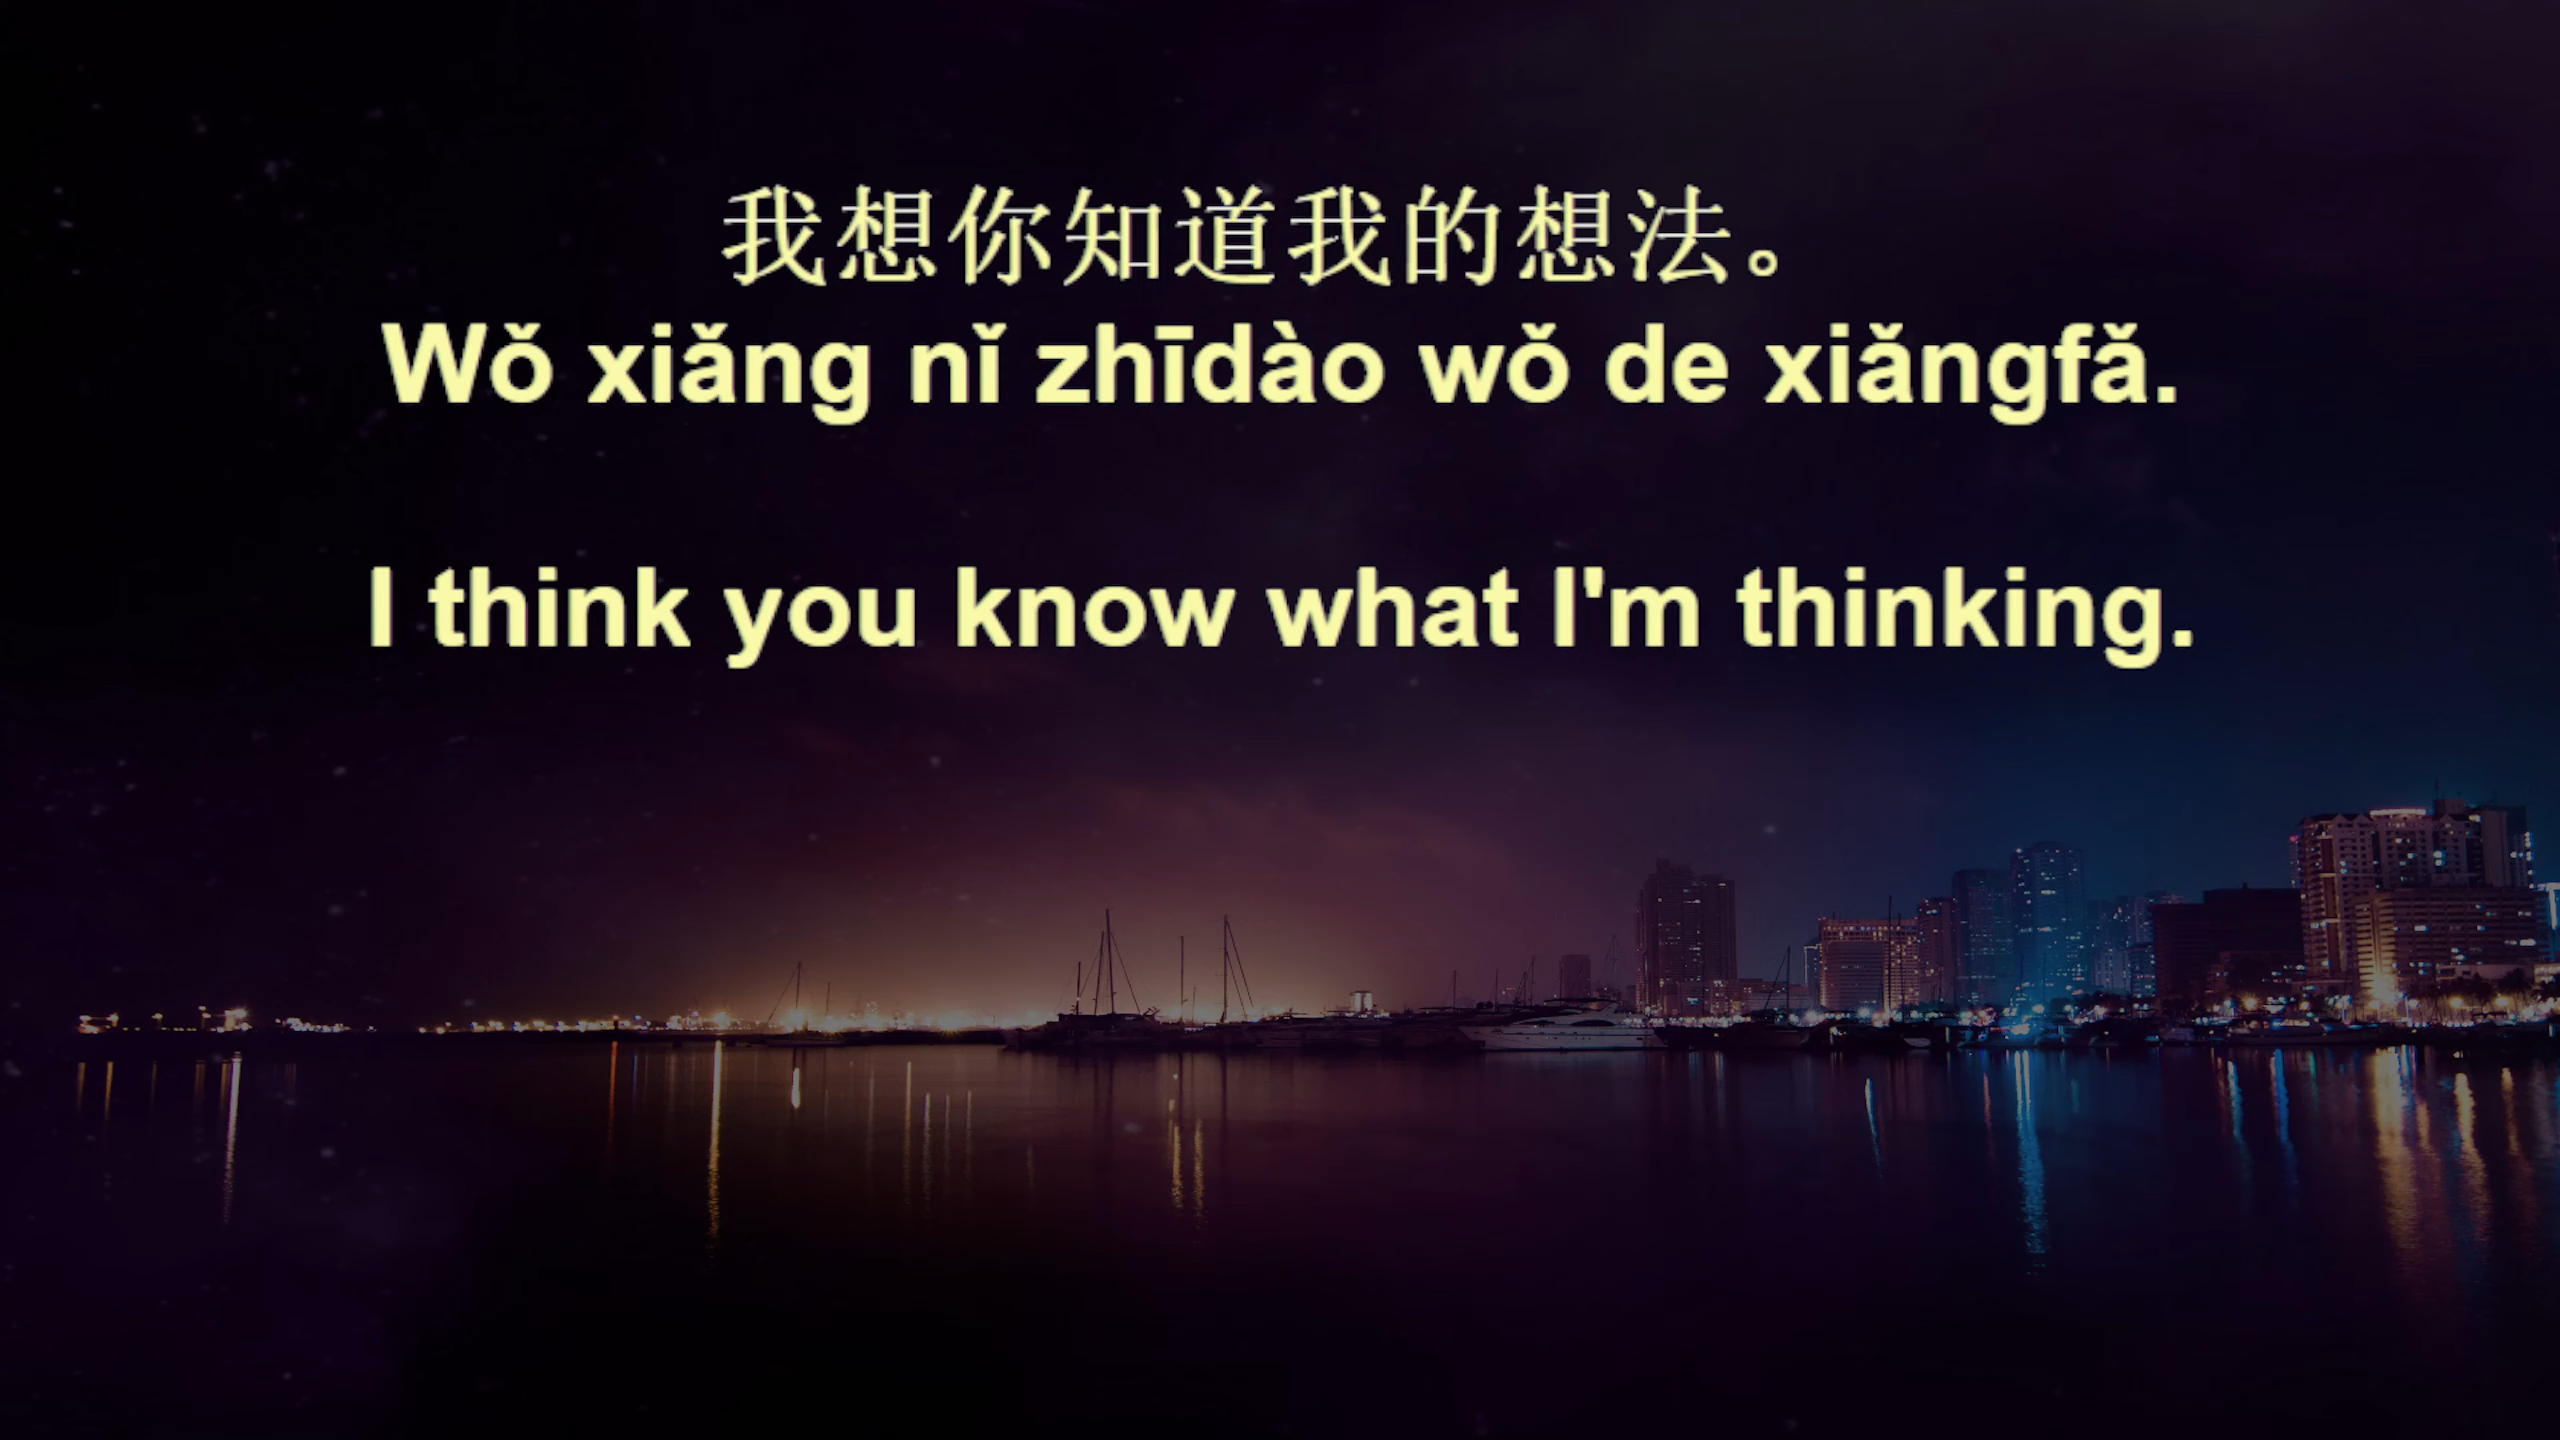 我想你知道我的想法。
Wǒ xiǎng nǐ zhīdào wǒ de xiǎngfǎ.
I think you know what I'm thinking.